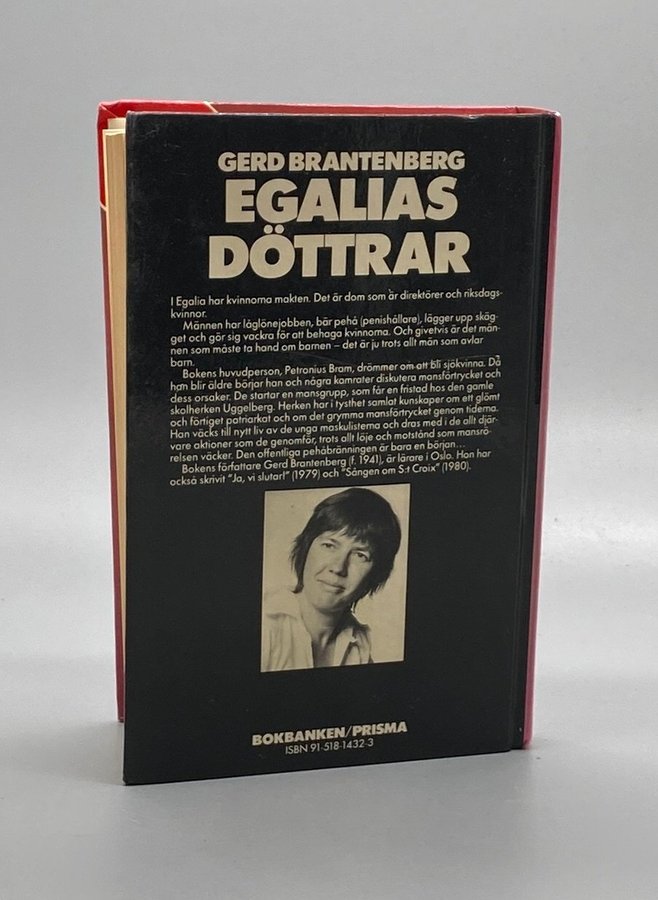 GERD BRANTENBERG
EGALIAS
DÖTTRAR
I Egalia har kvinnorna makten. Det är dom som är direktörer och riksdags-
kvinnor.
Männen har låglönejobben, bär pehå (penishållare), lägger upp skäg-
get och gör sig vackra för att behaga kvinnorna. Och givetvis är det män-
nen som måste ta hand om barnen – det är ju trots allt män som avlar
barn.
Bokens huvudperson, Petronius Bram, drömmer om att bli sjökvinna. Då
han blir äldre börjar han och några kamrater diskutera mansförtrycket och
dess orsaker. De startar en mansgrupp, som får en fristad hos den gamle
skolherken Uggelberg. Herken har i tysthet samlat kunskaper om ett glömt
och förtiget patriarkat och om det grymma mansförtrycket genom tiderna.
Han väcks till nytt liv av de unga maskulisterna och dras med i de allt djär-
vare aktioner som de genomför, trots allt löje och motstånd som mansrö-
relsen väcker. Den offentliga pehåbränningen är bara en början...
Bokens författare Gerd Brantenberg (f. 1941), är lärare i Oslo. Hon har
också skrivit "Ja, vi slutar!" (1979) och "Sången om S:t Croix" (1980).
BOKBANKEN/PRISMA
ISBN 91-518-1432-3